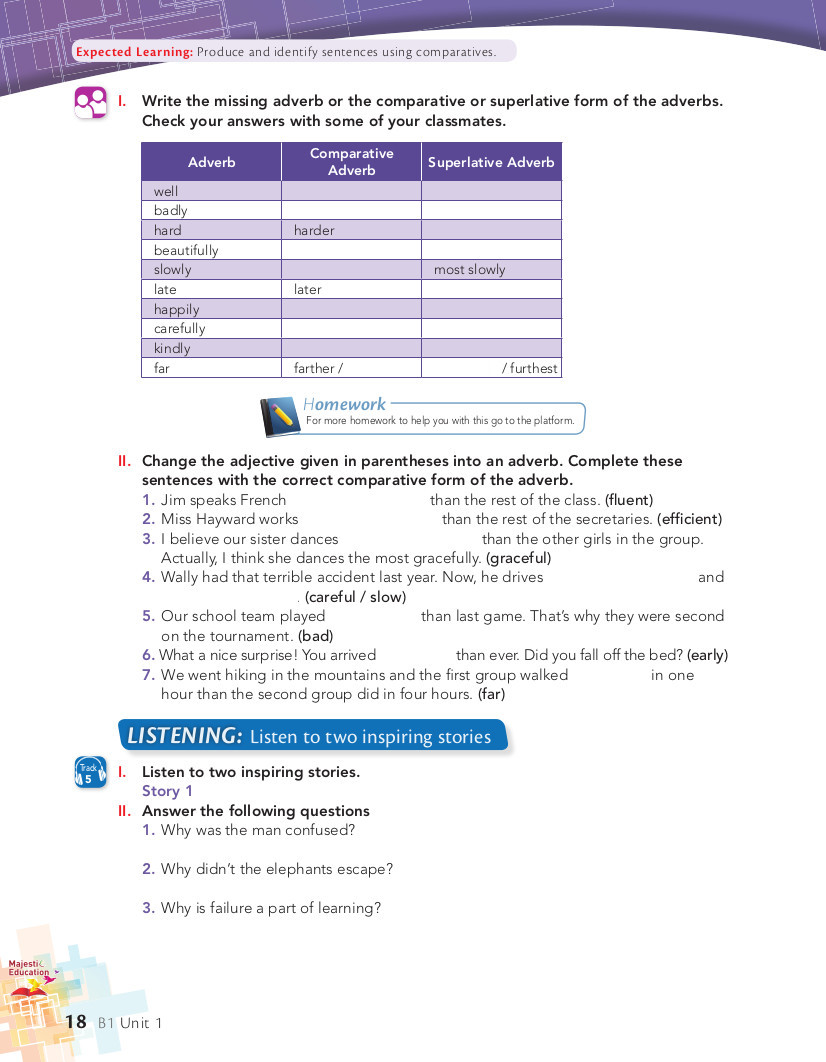 Expected Learning: Produce and identify sentences using comparatives.
I. Write the missing adverb or the comparative or superlative form of the adverbs.
Check your answers with some of your classmates.
Adverb Comparative Adverb Superlative Adverb
well
badly
hard harder
beautifully
slowly most slowly
late later
happily
carefully
kindly
far farther / / furthest
Homework
For more homework to help you with this go to the platform.
II. Change the adjective given in parentheses into an adverb. Complete these
sentences with the correct comparative form of the adverb.
1. Jim speaks French than the rest of the class. (fluent)
2. Miss Hayward works than the rest of the secretaries. (efficient)
3. I believe our sister dances than the other girls in the group.
Actually, I think she dances the most gracefully. (graceful)
4. Wally had that terrible accident last year. Now, he drives and
. (careful / slow)
5. Our school team played than last game. That's why they were second
on the tournament. (bad)
6. What a nice surprise! You arrived than ever. Did you fall off the bed? (early)
7. We went hiking in the mountains and the first group walked in one
hour than the second group did in four hours. (far)
LISTENING: Listen to two inspiring stories
Track
5
I. Listen to two inspiring stories.
Story 1
II. Answer the following questions
1. Why was the man confused?
2. Why didn't the elephants escape?
3. Why is failure a part of learning?
Majestic
Education
18 B1 Unit 1